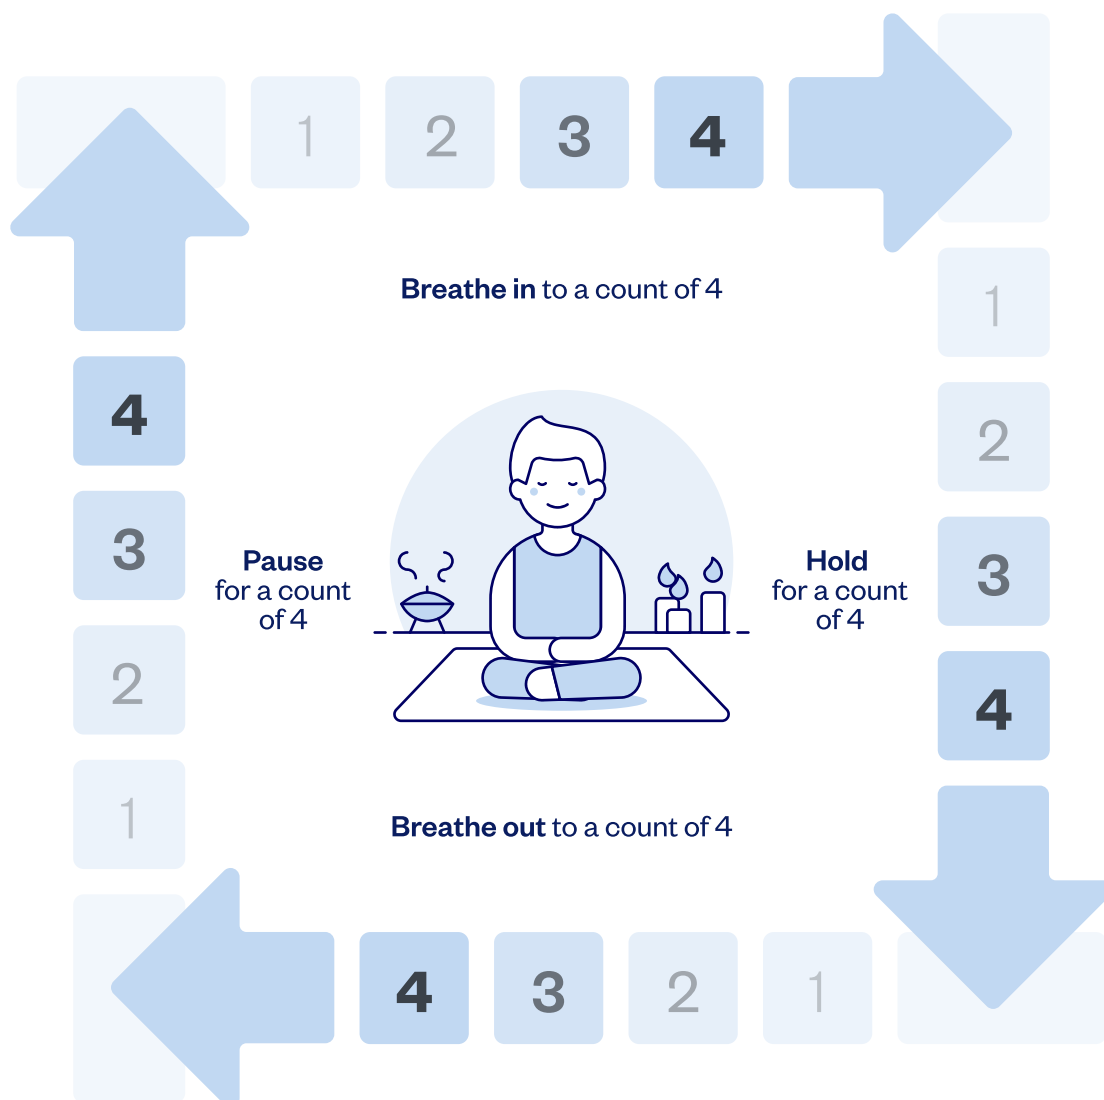 1 2 3 4
Breathe in to a count of 4
1
2
3
4
Hold
for a count
of 4
4
3
2
1
Pause
for a count
of 4
Breathe out to a count of 4
4 3 2 1